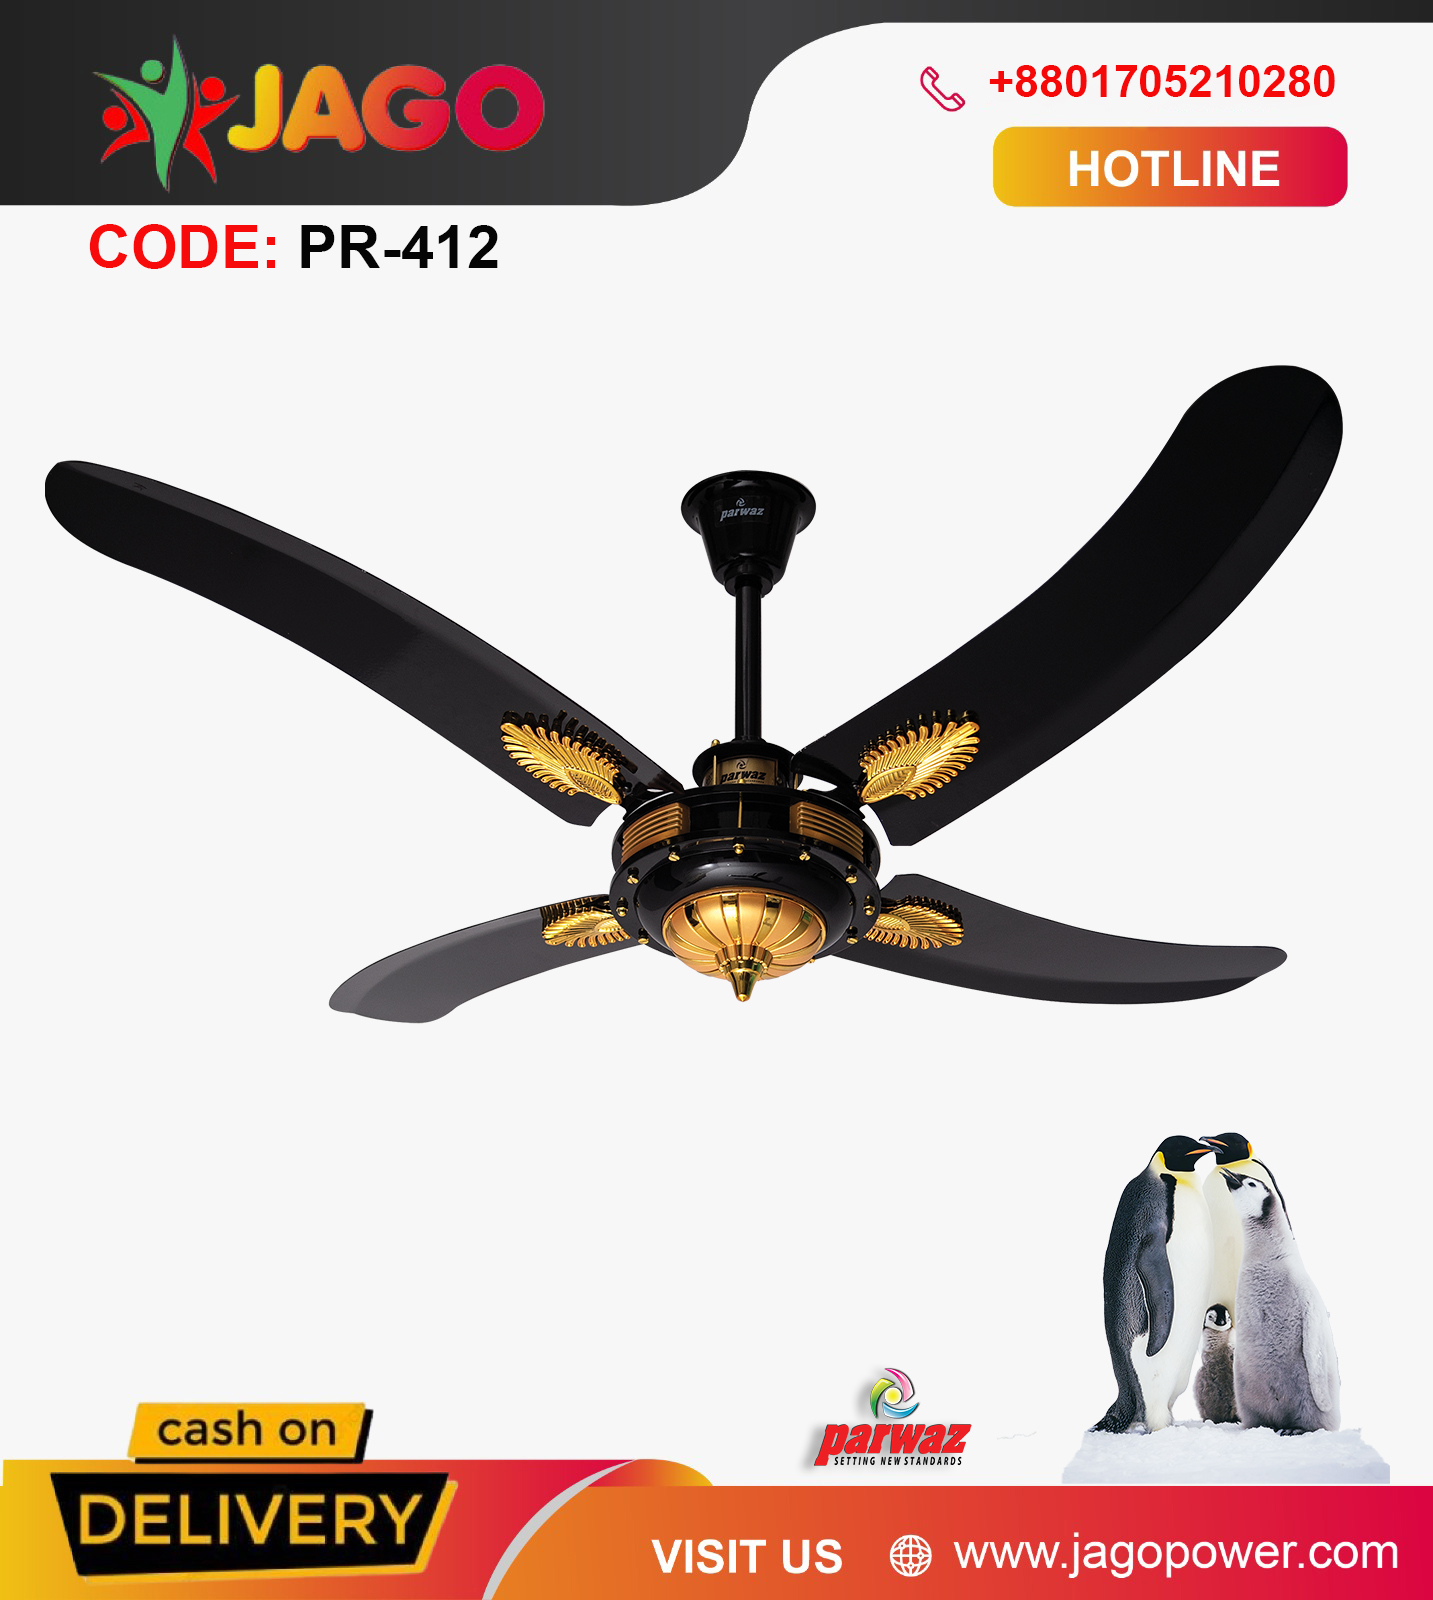 JAGO
+8801705210280
HOTLINE
CODE: PR-412
parwaz
parwaz
cash on
DELIVERY
parwaz
SETTING NEW STANDARDS
VISIT US
www.jagopower.com